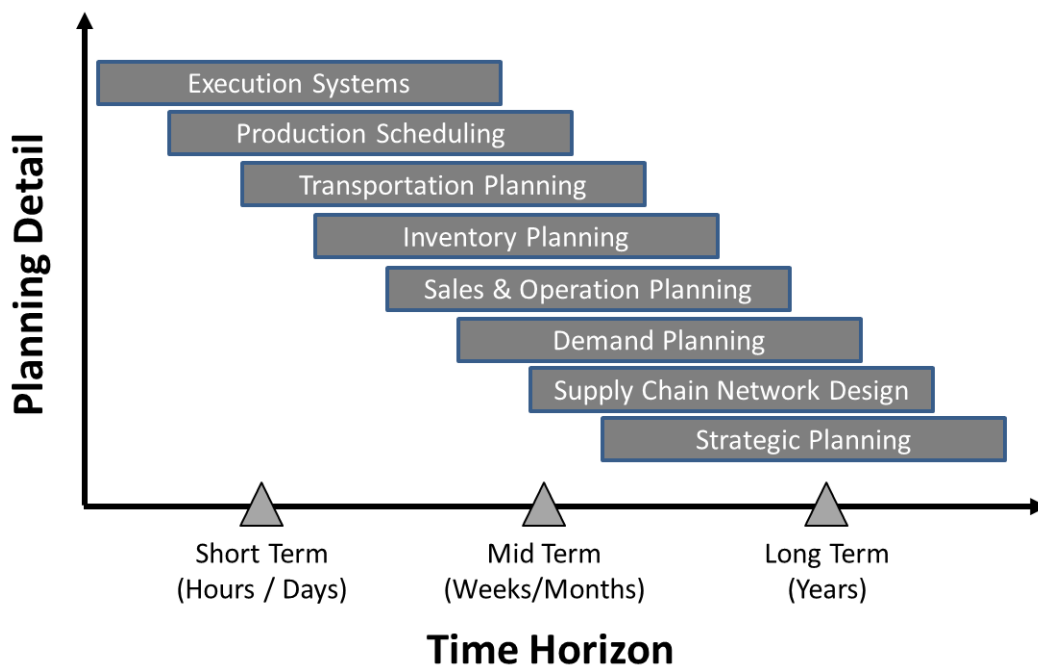 Planning Detail
Execution Systems
Production Scheduling
Transportation Planning
Inventory Planning
Sales & Operation Planning
Demand Planning
Supply Chain Network Design
Strategic Planning
Short Term
(Hours / Days)
Mid Term
(Weeks/Months)
Long Term
(Years)
Time Horizon